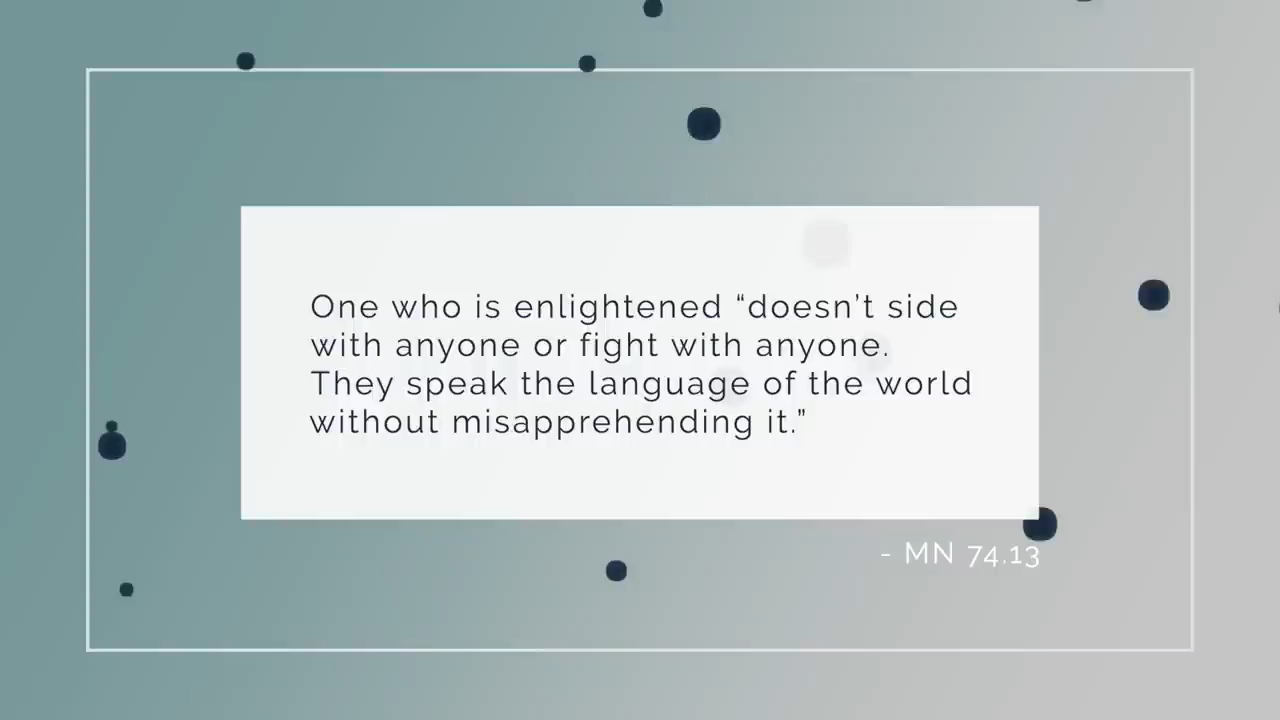 One who is enlightened “doesn’t side
with anyone or fight with anyone.
They speak the language of the world
without misapprehending it.”
- MN 74.13